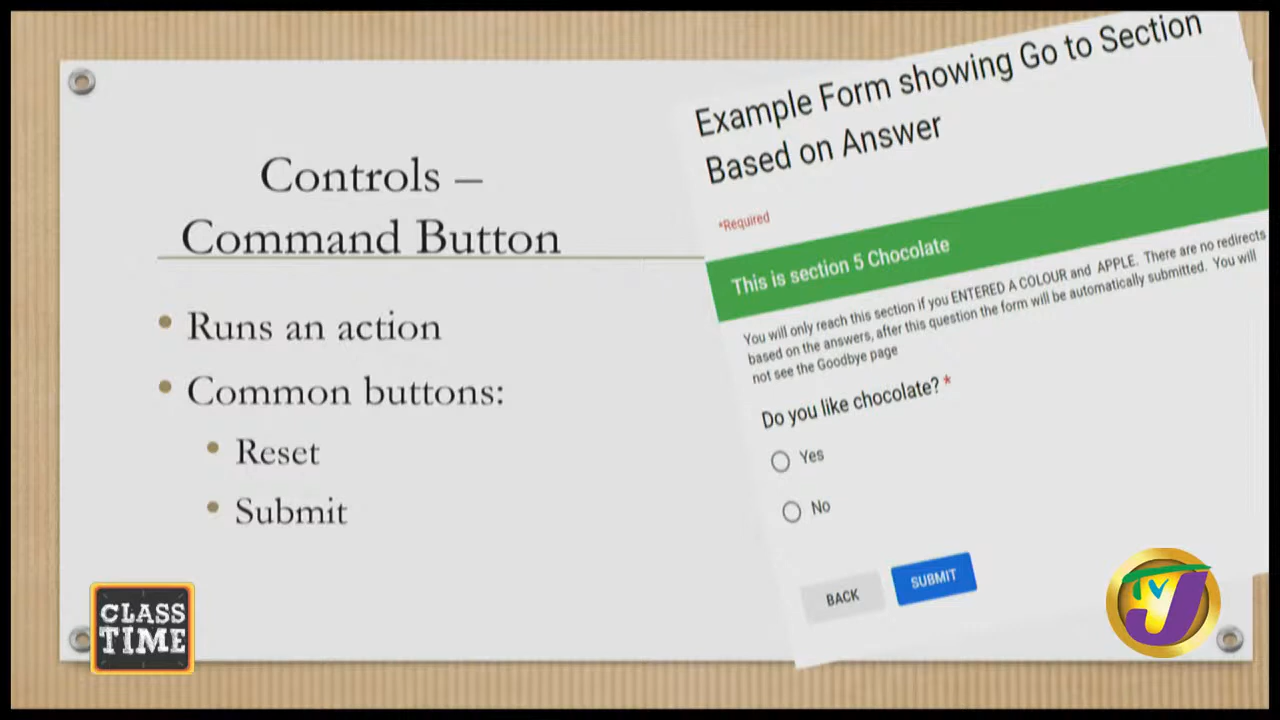 Controls –
Command Button
Runs an action
Common buttons:
Reset
Submit
Example Form showing Go to Section
Based on Answer
*Required
This is section 5 Chocolate
You will only reach this section if you ENTERED A COLOUR and APPLE. There are no redirects
based on the answers, after this question the form will be automatically submitted. You will
not see the Goodbye page
Do you like chocolate? *
Yes
No
BACK
SUBMIT
CLASS
TIME
TVJ